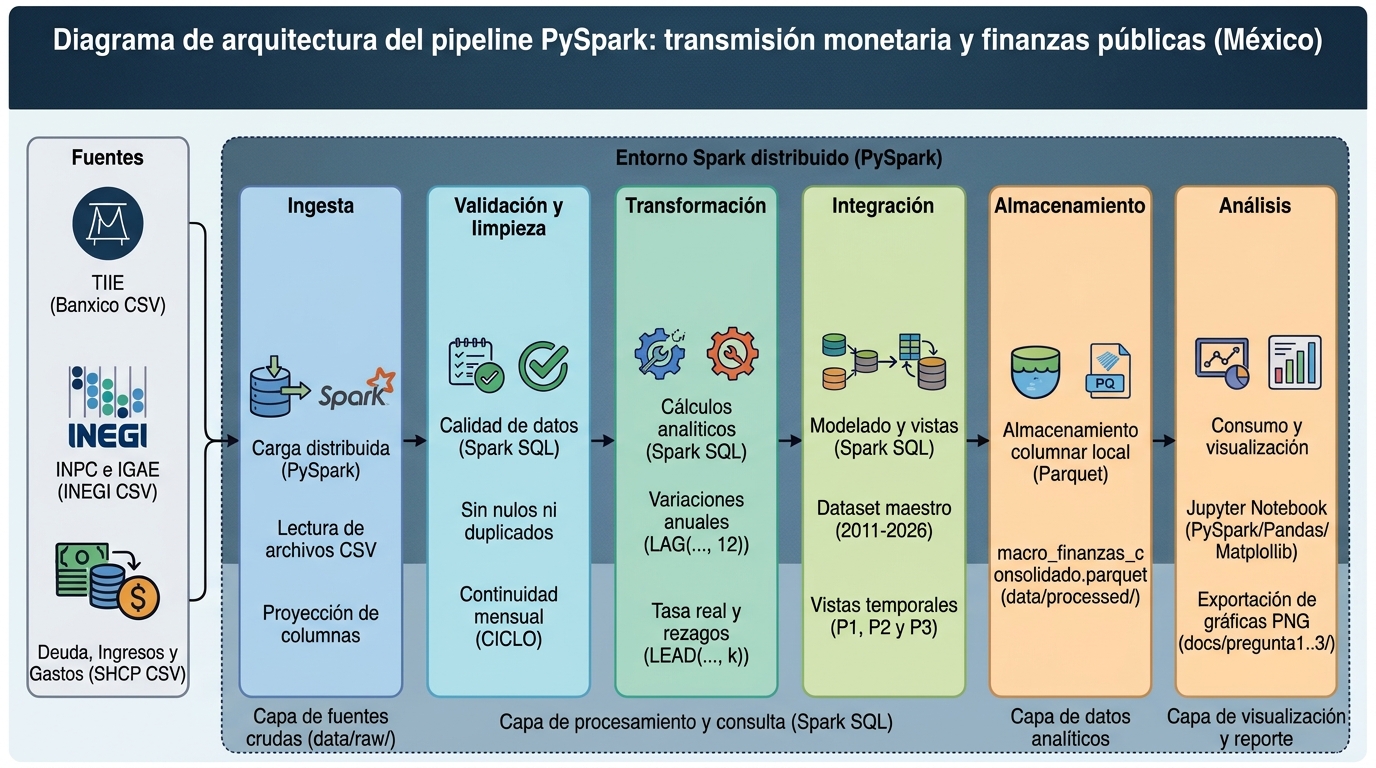 Diagrama de arquitectura del pipeline PySpark: transmisión monetaria y finanzas públicas (México)
Fuentes
TIIE
(Banxico CSV)
INEGI
INPC e IGAE
(INEGI CSV)
$
Deuda, Ingresos y
Gastos (SHCP CSV)
Entorno Spark distribuido (PySpark)
Ingesta
Spark
Carga distribuida
(PySpark)
Lectura de
archivos CSV
Proyección de
columnas
Validación y
limpieza
Calidad de datos
(Spark SQL)
Sin nulos ni
duplicados
Continuidad
mensual
(CICLO)
Transformación
Cálculos
analiticos
(Spark SQL)
Variaciones
anuales
(LAG(..., 12))
Tasa real y
rezagos
(LEAD(..., k))
Integración
Modelado y vistas
(Spark SQL)
Dataset maestro
(2011-2026)
Vistas temporales
(P1, P2 y P3)
Almacenamiento
PQ
Almacenamiento
columnar local
(Parquet)
macro_finanzas_c
onsolidado.parquet
(data/processed/)
Análisis
Consumo y
visualización
Jupyter Notebook
(PySpark/Pandas/
Matplollib)
Exportación de
gráficas PNG
(docs/pregunta1..3/)
Capa de fuentes
crudas (data/raw/)
Capa de procesamiento y consulta (Spark SQL)
Capa de datos
analíticos
Capa de visualización
y reporte